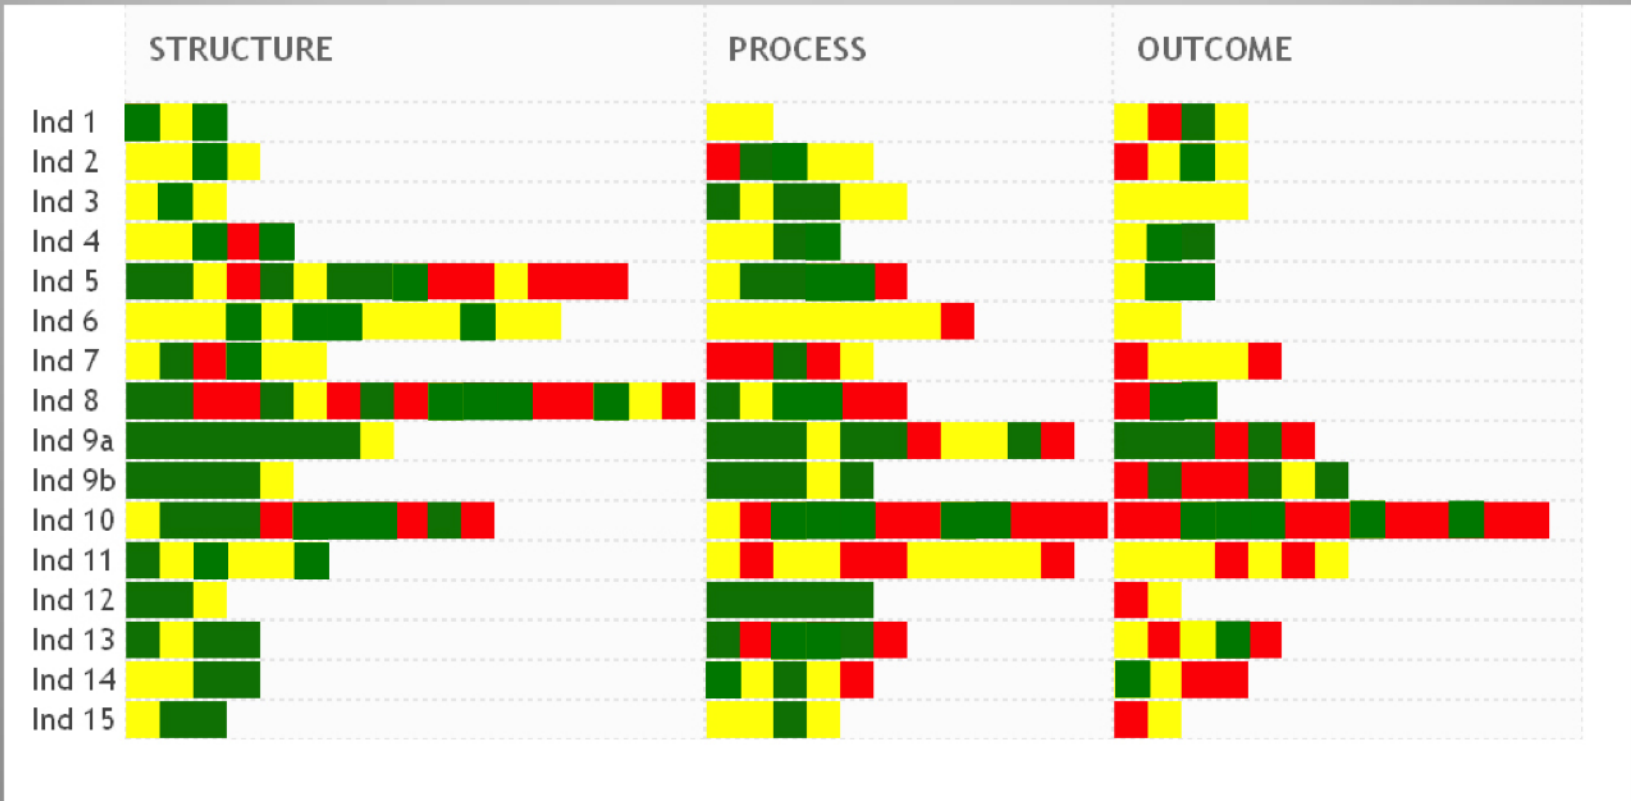 STRUCTURE PROCESS OUTCOME
Ind 1
Ind 2
Ind 3
Ind 4
Ind 5
Ind 6
Ind 7
Ind 8
Ind 9a
Ind 9b
Ind 10
Ind 11
Ind 12
Ind 13
Ind 14
Ind 15